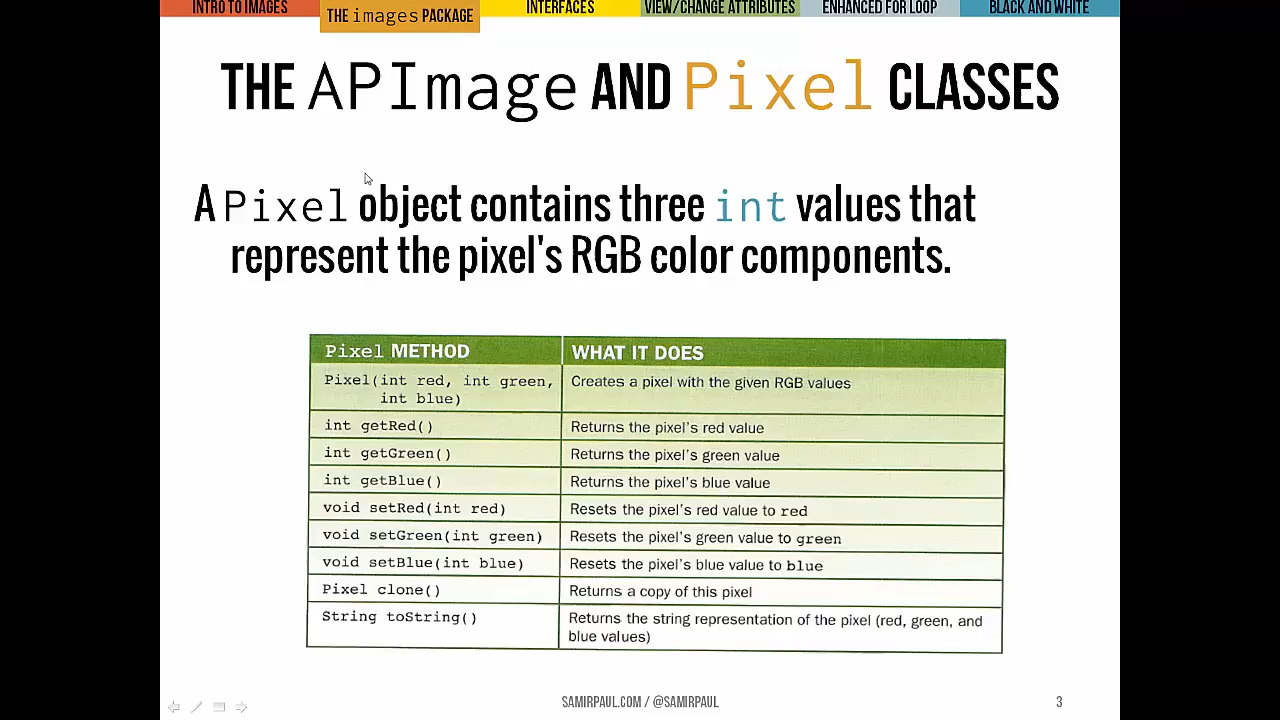 INTRO TO IMAGES
THE images PACKAGE
INTERFACES
VIEW/CHANGE ATTRIBUTES
ENHANCED FOR LOOP
BLACK AND WHITE
THE APImage AND Pixel CLASSES
A Pixel object contains three int values that
represent the pixel's RGB color components.
Pixel METHOD WHAT IT DOES
Pixel(int red, int green, Creates a pixel with the given RGB values
int blue)
int getRed() Returns the pixel's red value
int getGreen() Returns the pixel's green value
int getBlue() Returns the pixel's blue value
void setRed(int red) Resets the pixel's red value to red
void setGreen(int green) Resets the pixel's green value to green
void setBlue(int blue) Resets the pixel's blue value to blue
Pixel clone() Returns a copy of this pixel
String toString() Returns the string representation of the pixel (red, green, and
blue values)
SAMIRPAUL.COM / @SAMIRPAUL
3